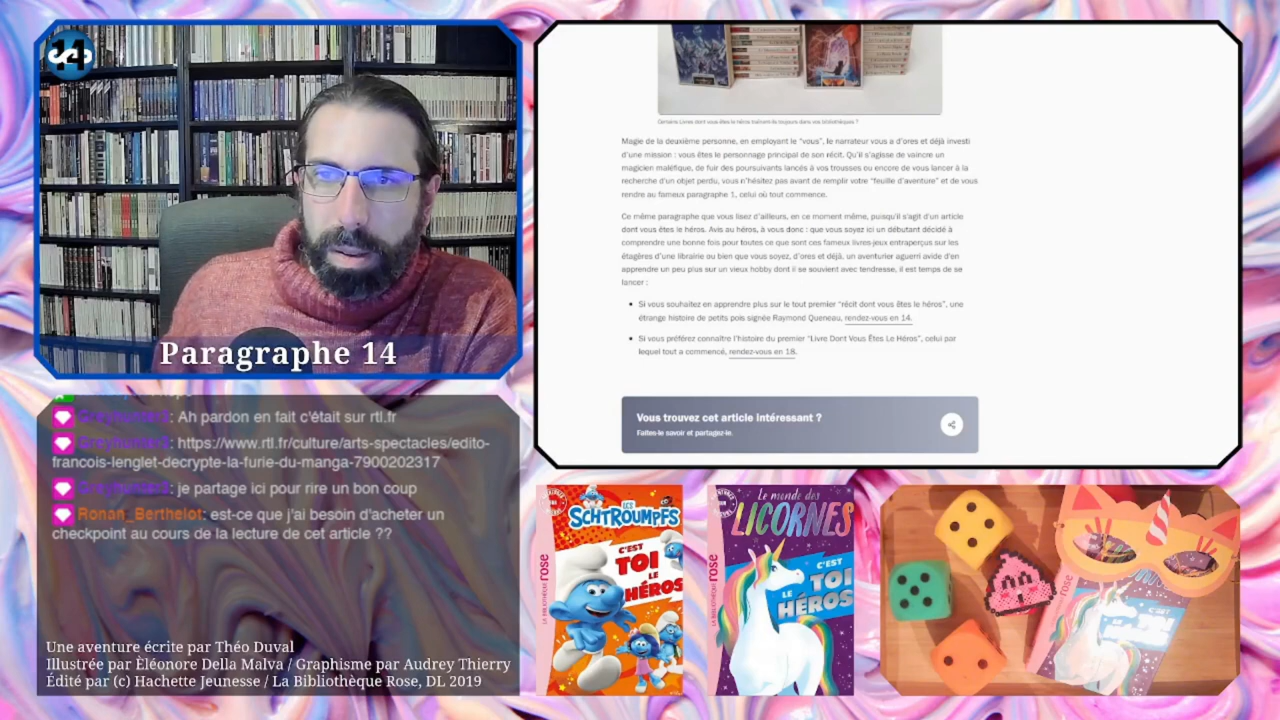 Paragraphe 14
Certains Livres dont vous êtes le héros traînent-ils toujours dans vos bibliothèques ?
Magie de la deuxième personne, en employant le "vous", le narrateur vous a d'ores et déjà investi
d'une mission : vous êtes le personnage principal de son récit. Qu'il s'agisse de vaincre un
magicien maléfique, de fuir des poursuivants lancés à vos trousses ou encore de vous lancer à la
recherche d'un objet perdu, vous n'hésitez pas avant de remplir votre "feuille d'aventure" et de vous
rendre au fameux paragraphe 1, celui où tout commence.
Ce même paragraphe que vous lisez d'ailleurs, en ce moment même, puisqu'il s'agit d'un article
dont vous êtes le héros. Avis au héros, à vous donc : que vous soyez ici un débutant décidé à
comprendre une bonne fois pour toutes ce que sont ces fameux livres-jeux entraperçus sur les
étagères d'une librairie ou bien que vous soyez, d'ores et déjà, un aventurier aguerri avide d'en
apprendre un peu plus sur un vieux hobby dont il se souvient avec tendresse, il est temps de se
lancer :
Si vous souhaitez en apprendre plus sur le tout premier "récit dont vous êtes le héros", une
étrange histoire de petits pois signée Raymond Queneau, rendez-vous en 14.
Si vous préférez connaître l'histoire du premier "Livre Dont Vous Êtes Le Héros", celui par
lequel tout a commencé, rendez-vous en 18.
Vous trouvez cet article intéressant ?
Faites-le savoir et partagez-le.
: Ah pardon en fait c'était sur rtl.fr
: https://www.rtl.fr/culture/arts-spectacles/edito-
francois-lenglet-decrypte-la-furie-du-manga-7900202317
: je partage ici pour rire un bon coup
Ronan_Berthelot: est-ce que j'ai besoin d'acheter un
checkpoint au cours de la lecture de cet article ??
Une aventure écrite par Théo Duval
Illustrée par Èléonore Della Malva / Graphisme par Audrey Thierry
Édité par (c) Hachette Jeunesse / La Bibliothèque Rose, DL 2019
LES
SCHTROUMPFS
C'EST
TOI
LE
HÉROS
LA BIBLIOTHÈQUE rose
Le monde des
LICORNES
C'EST
TOI
LE
HÉROS
LA BIBLIOTHÈQUE rose
rose